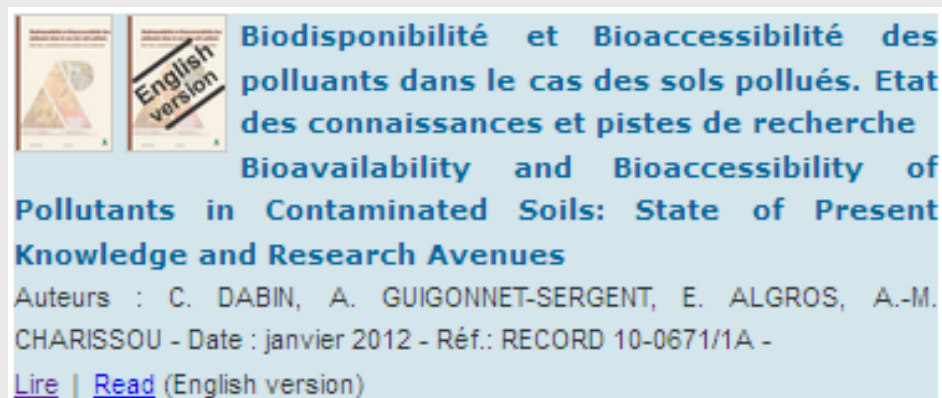 English version
Biodisponibilité et Bioaccessibilité des
polluants dans le cas des sols pollués. Etat
des connaissances et pistes de recherche
Bioavailability and Bioaccessibility of
Pollutants in Contaminated Soils: State of Present
Knowledge and Research Avenues
Auteurs : C. DABIN, A. GUIGONNET-SERGENT, E. ALGROS, A.-M.
CHARISSOU - Date : janvier 2012 - Réf.: RECORD 10-0671/1A -
Lire | Read (English version)